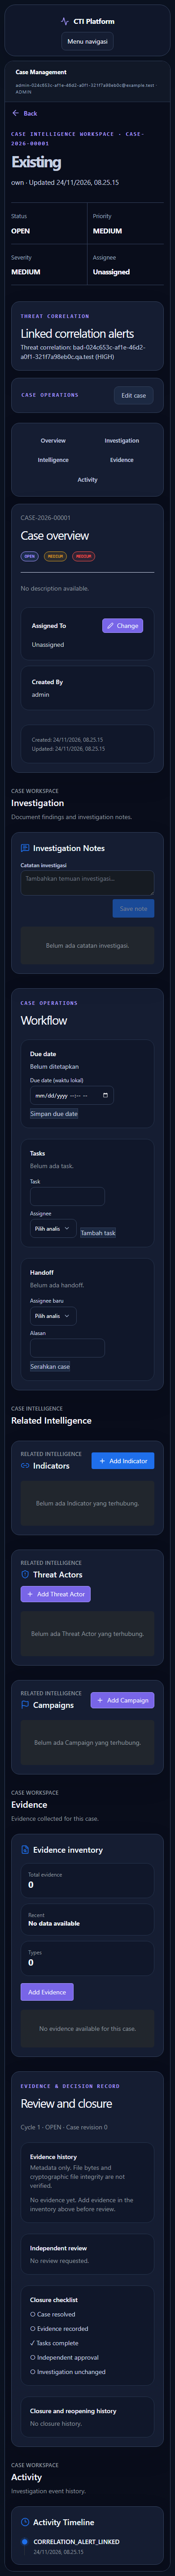 CTI Platform
Menu navigasi
Case Management
admin-024c653c-af1e-46d2-a0f1-321f7fa98eb0c@example.test ·
ADMIN
Back
CASE INTELLIGENCE WORKSPACE · CASE-
2026-00001
Existing
own · Updated 24/11/2026, 08.25.15
Status
OPEN
Priority
MEDIUM
Severity
MEDIUM
Assignee
Unassigned
THREAT CORRELATION
Linked correlation alerts
Threat correlation: bad-024c653c-af1e-46d2-
a0f1-321f7fa98eb0c.qa.test (HIGH)
CASE OPERATIONS
Edit case
Overview
Investigation
Intelligence
Evidence
Activity
CASE-2026-00001
Case overview
OPEN
MEDIUM
MEDIUM
No description available.
Assigned To
Change
Unassigned
Created By
admin
Created: 24/11/2026, 08.25.15
Updated: 24/11/2026, 08.25.15
CASE WORKSPACE
Investigation
Document findings and investigation notes.
Investigation Notes
Catatan investigasi
Tambahkan temuan investigasi...
Save note
Belum ada catatan investigasi.
CASE OPERATIONS
Workflow
Due date
Belum ditetapkan
Due date (waktu lokal)
mm/dd/yyyy --:-- --
Simpan due date
Tasks
Belum ada task.
Task
Assignee
Pilih analis
Tambah task
Handoff
Belum ada handoff.
Assignee baru
Pilih analis
Alasan
Serahkan case
CASE INTELLIGENCE
Related Intelligence
RELATED INTELLIGENCE
Indicators
Add Indicator
Belum ada Indicator yang terhubung.
RELATED INTELLIGENCE
Threat Actors
Add Threat Actor
Belum ada Threat Actor yang terhubung.
RELATED INTELLIGENCE
Campaigns
Add Campaign
Belum ada Campaign yang terhubung.
CASE WORKSPACE
Evidence
Evidence collected for this case.
Evidence inventory
Total evidence
0
Recent
No data available
Types
0
Add Evidence
No evidence available for this case.
EVIDENCE & DECISION RECORD
Review and closure
Cycle 1 · OPEN · Case revision 0
Evidence history
Metadata only. File bytes and
cryptographic file integrity are not
verified.
No evidence yet. Add evidence in the
inventory above before review.
Independent review
No review requested.
Closure checklist
○ Case resolved
○ Evidence recorded
✓ Tasks complete
○ Independent approval
○ Investigation unchanged
Closure and reopening history
No closure history.
CASE WORKSPACE
Activity
Investigation event history.
Activity Timeline
CORRELATION_ALERT_LINKED
24/11/2026, 08.25.15